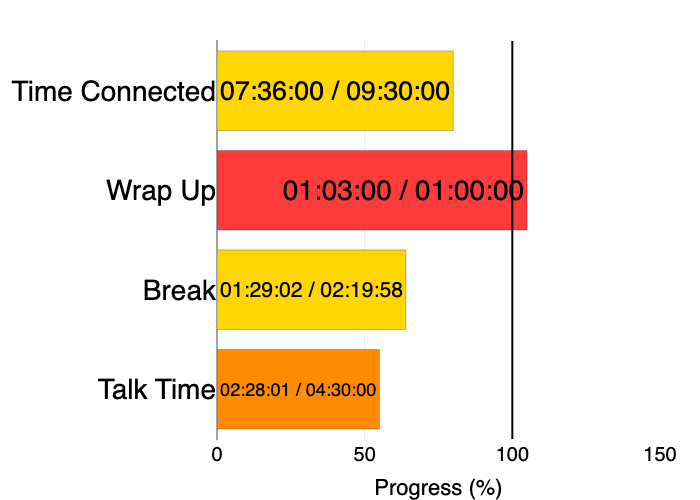 Time Connected 07:36:00 / 09:30:00
Wrap Up 01:03:00 / 01:00:00
Break 01:29:02 / 02:19:58
Talk Time 02:28:01 / 04:30:00
0 50 100 150
Progress (%)